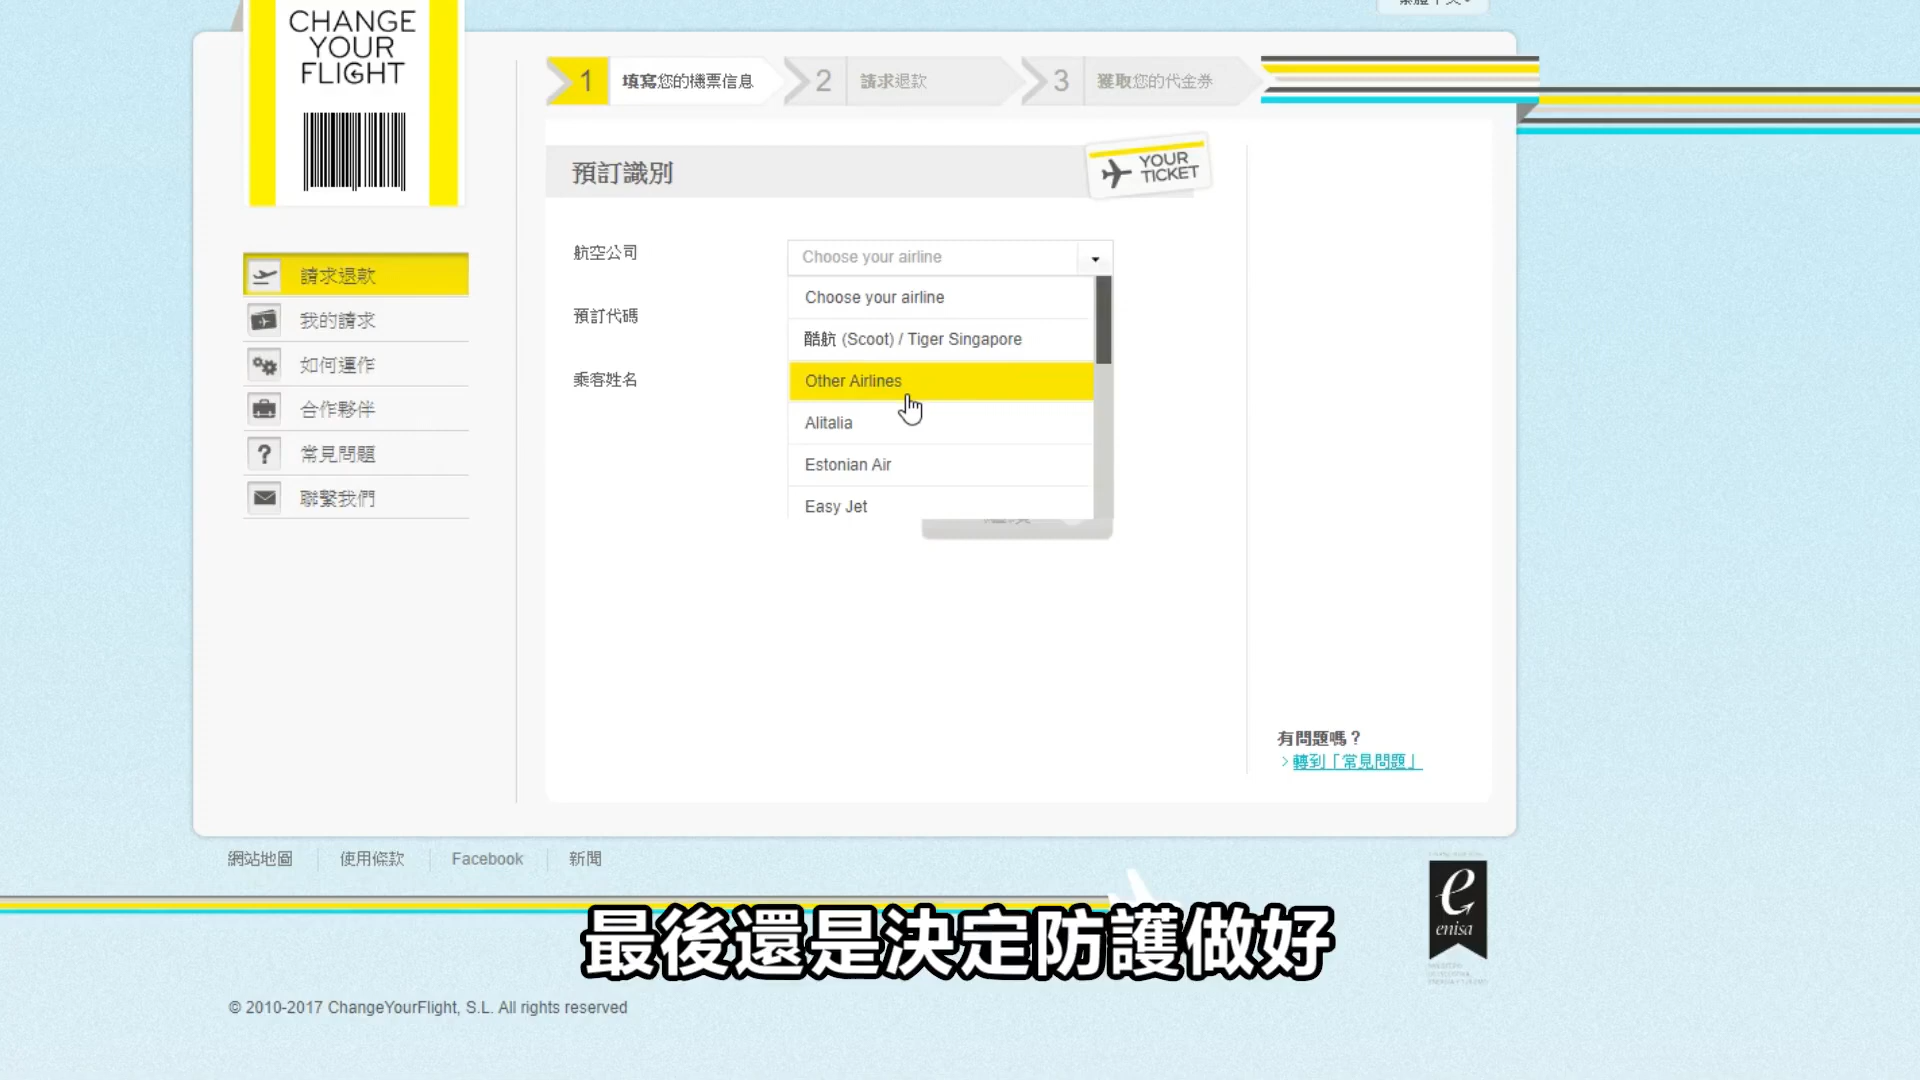 CHANGE
YOUR
FLIGHT
1 填寫您的機票信息
2 請求退款
3 獲取您的代金券
預訂識別
YOUR
TICKET
請求退款
我的請求
如何運作
合作夥伴
常見問題
聯繫我們
航空公司
預訂代碼
乘客姓名
Choose your airline
Choose your airline
酷航 (Scoot) / Tiger Singapore
Other Airlines
Alitalia
Estonian Air
Easy Jet
有問題嗎？
轉到「常見問題」
網站地圖
使用條款
Facebook
新聞
e
enisa
最後還是決定防護做好
© 2010-2017 ChangeYourFlight, S.L. All rights reserved